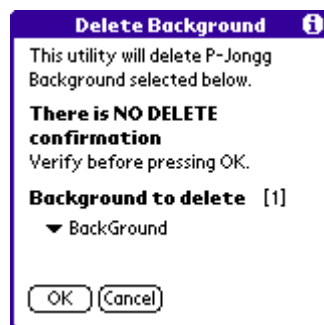 Delete Background i
This utility will delete P-Jongg
Background selected below.
There is NO DELETE
confirmation
Verify before pressing OK.
Background to delete [1]
BackGround
OK Cancel